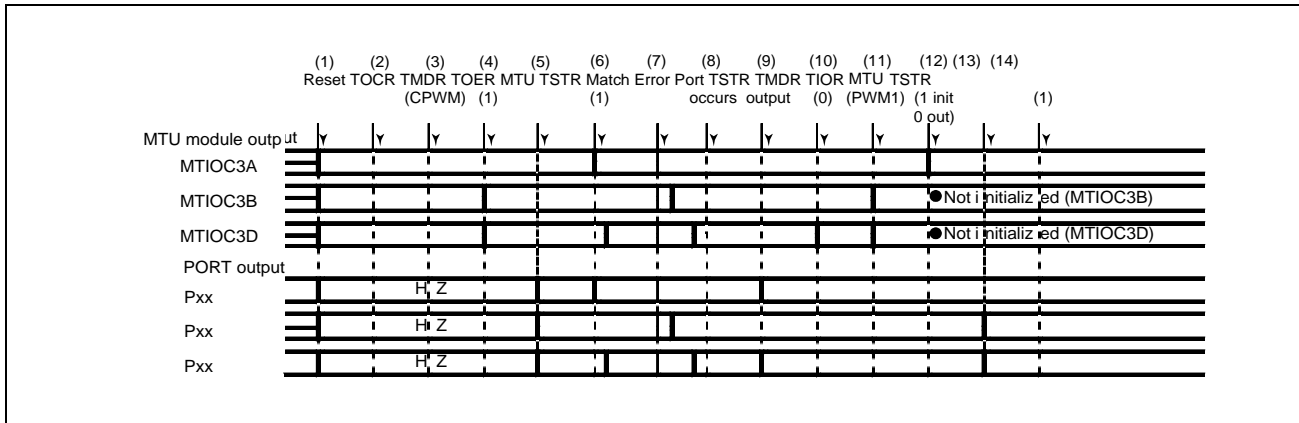 (1) (2) (3) (4) (5) (6) (7) (8) (9) (10) (11) (12) (13) (14)
Reset TOCR TMDR TOER MTU TSTR Match Error Port TSTR TMDR TIOR MTU TSTR
(CPWM) (1) (1) occurs output (0) (PWM1) (1 init (1)
0 out)
MTU module output
MTIOC3A
MTIOC3B
Not initialized (MTIOC3B)
MTIOC3D
Not initialized (MTIOC3D)
PORT output
Pxx H Z
Pxx H Z
Pxx H Z